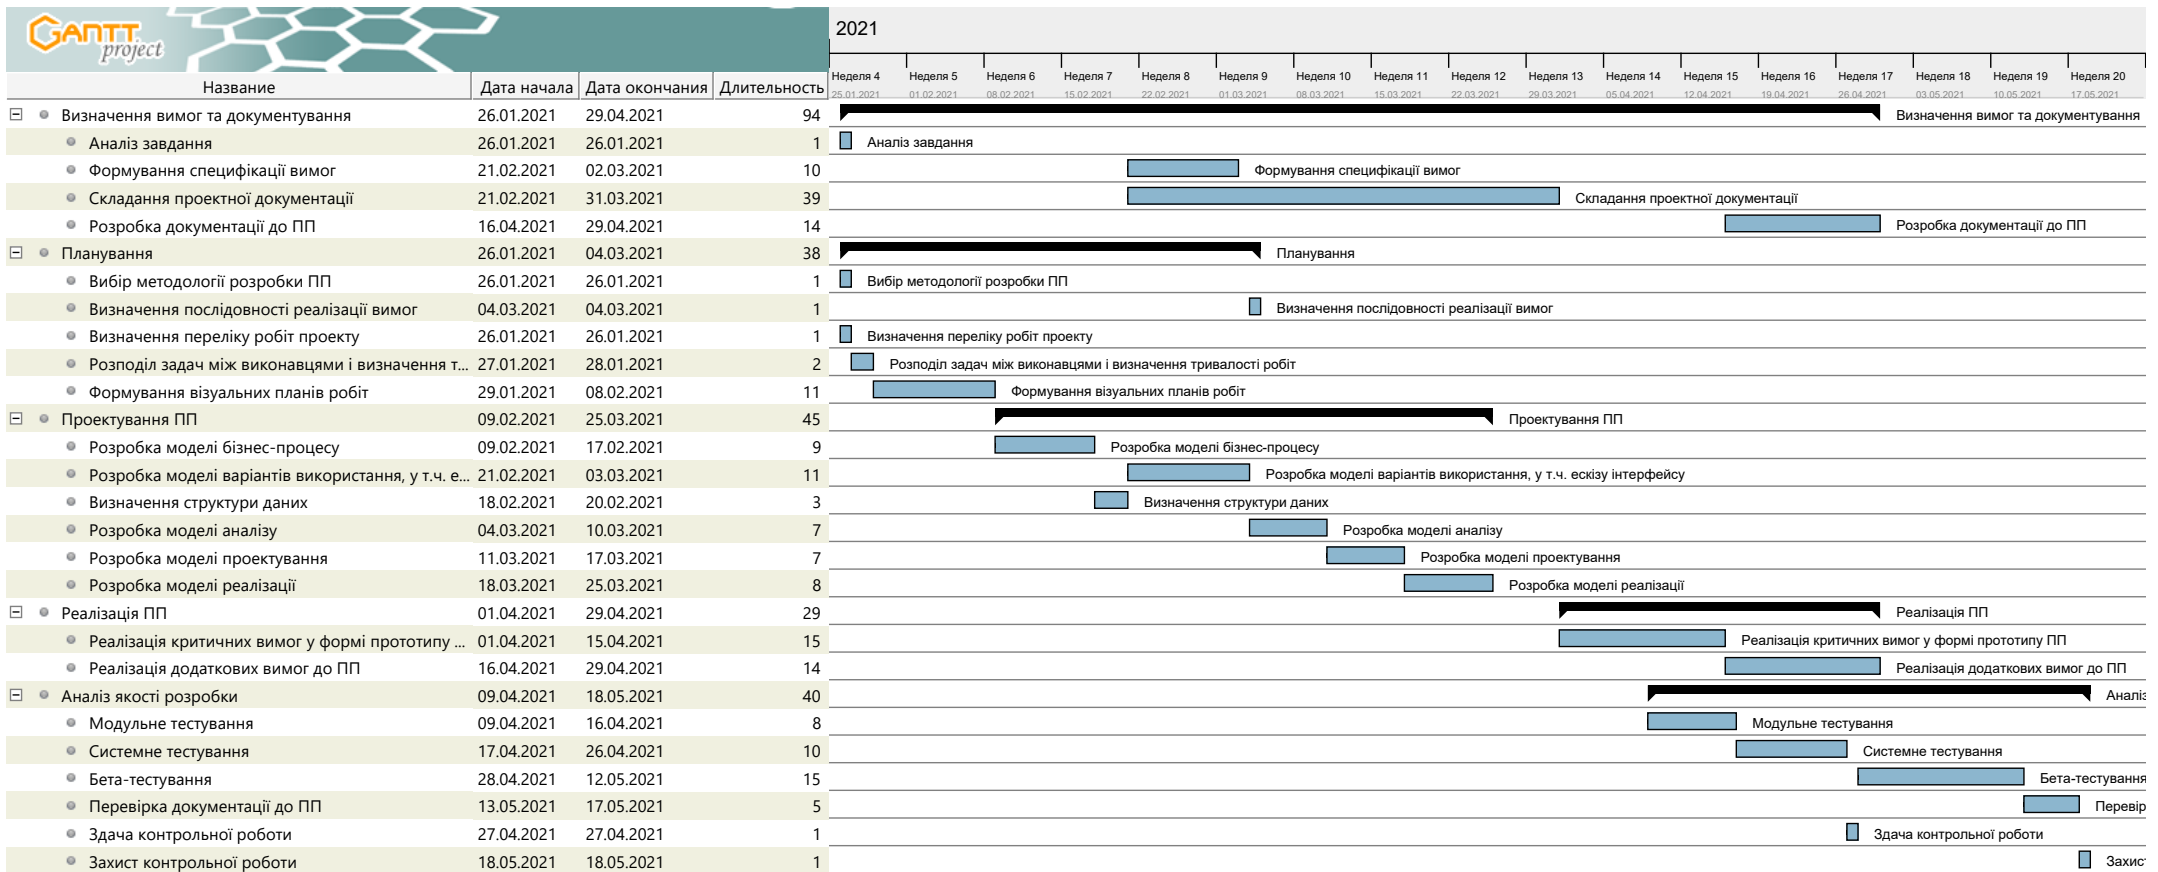 GANTT project
2021
Неделя 4 Неделя 5 Неделя 6 Неделя 7 Неделя 8 Неделя 9 Неделя 10 Неделя 11 Неделя 12 Неделя 13 Неделя 14 Неделя 15 Неделя 16 Неделя 17 Неделя 18 Неделя 19 Неделя 20
25.01.2021 01.02.2021 08.02.2021 15.02.2021 22.02.2021 01.03.2021 08.03.2021 15.03.2021 22.03.2021 29.03.2021 05.04.2021 12.04.2021 19.04.2021 26.04.2021 03.05.2021 10.05.2021 17.05.2021
Название Дата начала Дата окончания Длительность
Визначення вимог та документування 26.01.2021 29.04.2021 94 Визначення вимог та документування
Аналіз завдання 26.01.2021 26.01.2021 1 Аналіз завдання
Формування специфікації вимог 21.02.2021 02.03.2021 10 Формування специфікації вимог
Складання проектної документації 21.02.2021 31.03.2021 39 Складання проектної документації
Розробка документації до ПП 16.04.2021 29.04.2021 14 Розробка документації до ПП
Планування 26.01.2021 04.03.2021 38 Планування
Вибір методології розробки ПП 26.01.2021 26.01.2021 1 Вибір методології розробки ПП
Визначення послідовності реалізації вимог 04.03.2021 04.03.2021 1 Визначення послідовності реалізації вимог
Визначення переліку робіт проекту 26.01.2021 26.01.2021 1 Визначення переліку робіт проекту
Розподіл задач між виконавцями і визначення т... 27.01.2021 28.01.2021 2 Розподіл задач між виконавцями і визначення тривалості робіт
Формування візуальних планів робіт 29.01.2021 08.02.2021 11 Формування візуальних планів робіт
Проектування ПП 09.02.2021 25.03.2021 45 Проектування ПП
Розробка моделі бізнес-процесу 09.02.2021 17.02.2021 9 Розробка моделі бізнес-процесу
Розробка моделі варіантів використання, у т.ч. е... 21.02.2021 03.03.2021 11 Розробка моделі варіантів використання, у т.ч. ескізу інтерфейсу
Визначення структури даних 18.02.2021 20.02.2021 3 Визначення структури даних
Розробка моделі аналізу 04.03.2021 10.03.2021 7 Розробка моделі аналізу
Розробка моделі проектування 11.03.2021 17.03.2021 7 Розробка моделі проектування
Розробка моделі реалізації 18.03.2021 25.03.2021 8 Розробка моделі реалізації
Реалізація ПП 01.04.2021 29.04.2021 29 Реалізація ПП
Реалізація критичних вимог у формі прототипу ... 01.04.2021 15.04.2021 15 Реалізація критичних вимог у формі прототипу ПП
Реалізація додаткових вимог до ПП 16.04.2021 29.04.2021 14 Реалізація додаткових вимог до ПП
Аналіз якості розробки 09.04.2021 18.05.2021 40 Аналіз
Модульне тестування 09.04.2021 16.04.2021 8 Модульне тестування
Системне тестування 17.04.2021 26.04.2021 10 Системне тестування
Бета-тестування 28.04.2021 12.05.2021 15 Бета-тестування
Перевірка документації до ПП 13.05.2021 17.05.2021 5 Перевір
Здача контрольної роботи 27.04.2021 27.04.2021 1 Здача контрольної роботи
Захист контрольної роботи 18.05.2021 18.05.2021 1 Захист